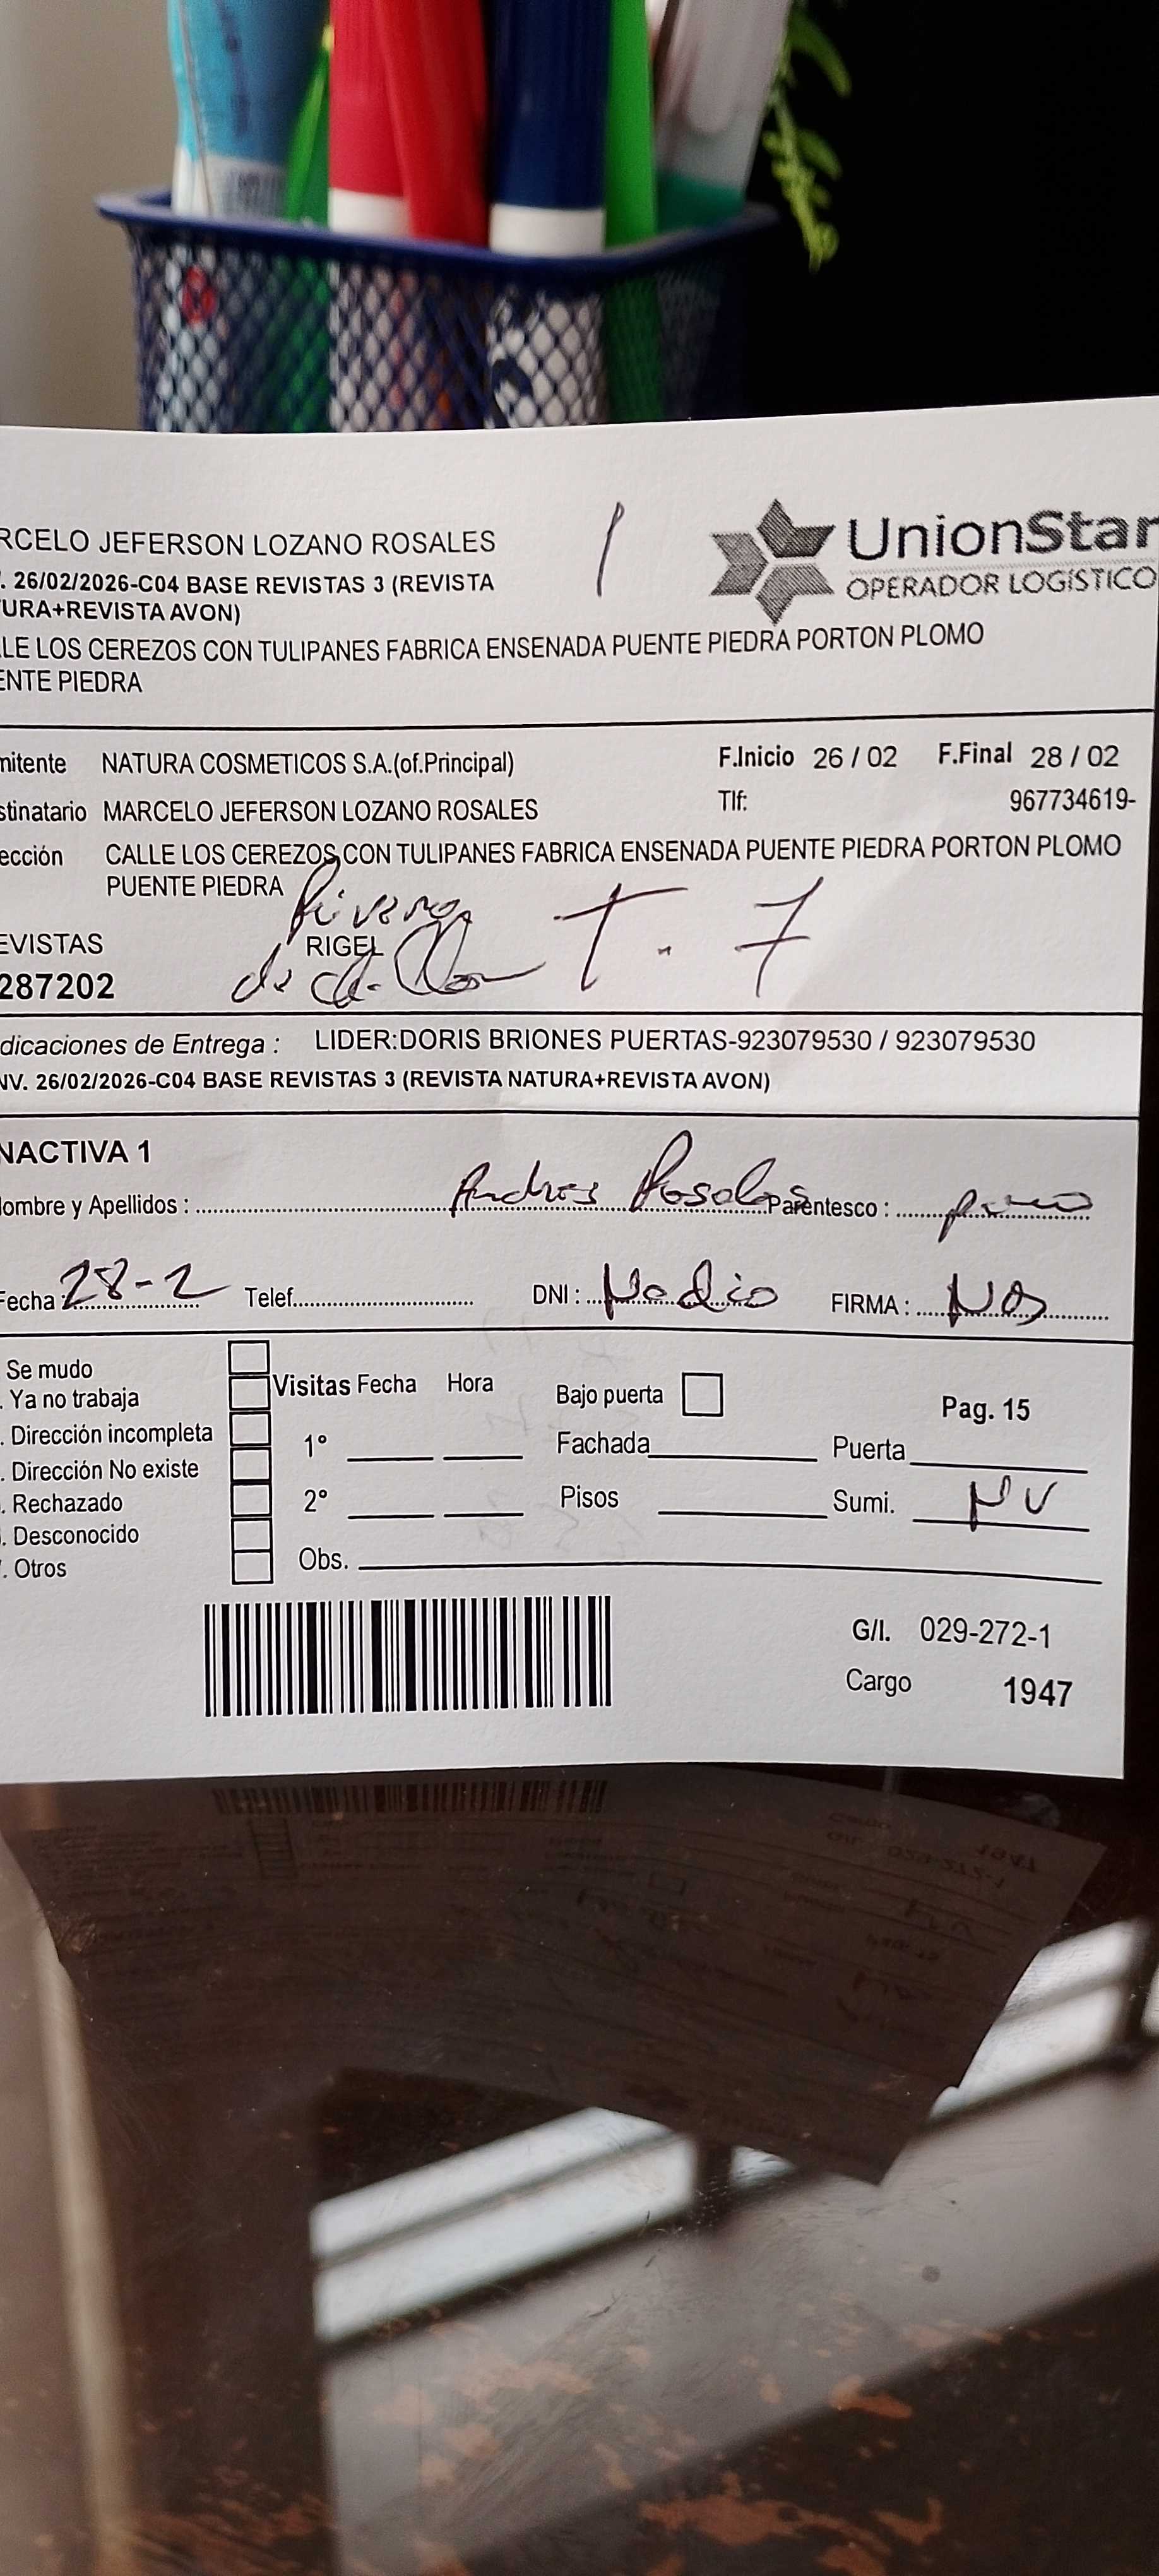 RCELO JEFERSON LOZANO ROSALES
. 26/02/2026-C04 BASE REVISTAS 3 (REVISTA
URA+REVISTA AVON)
UnionStar
OPERADOR LOGÍSTICO
LE LOS CEREZOS CON TULIPANES FABRICA ENSENADA PUENTE PIEDRA PORTON PLOMO
ENTE PIEDRA
mitente NATURA COSMETICOS S.A.(of.Principal) F.Inicio 26 / 02 F.Final 28 / 02
stinatario MARCELO JEFERSON LOZANO ROSALES Tlf: 967734619-
ección CALLE LOS CEREZOS CON TULIPANES FABRICA ENSENADA PUENTE PIEDRA PORTON PLOMO
PUENTE PIEDRA
T. 7
EVISTAS RIGEL
287202 de
dicaciones de Entrega : LIDER:DORIS BRIONES PUERTAS-923079530 / 923079530
NV. 26/02/2026-C04 BASE REVISTAS 3 (REVISTA NATURA+REVISTA AVON)
NACTIVA 1
ombre y Apellidos : Andres Rosales Parentesco :
Fecha : 28-2 Telef. DNI : FIRMA :
Se mudo
. Ya no trabaja
. Dirección incompleta
. Dirección No existe
. Rechazado
. Desconocido
. Otros
Visitas Fecha Hora Bajo puerta Pag. 15
1° Fachada Puerta
2° Pisos Sumi. NV
Obs.
G/I. 029-272-1
Cargo 1947